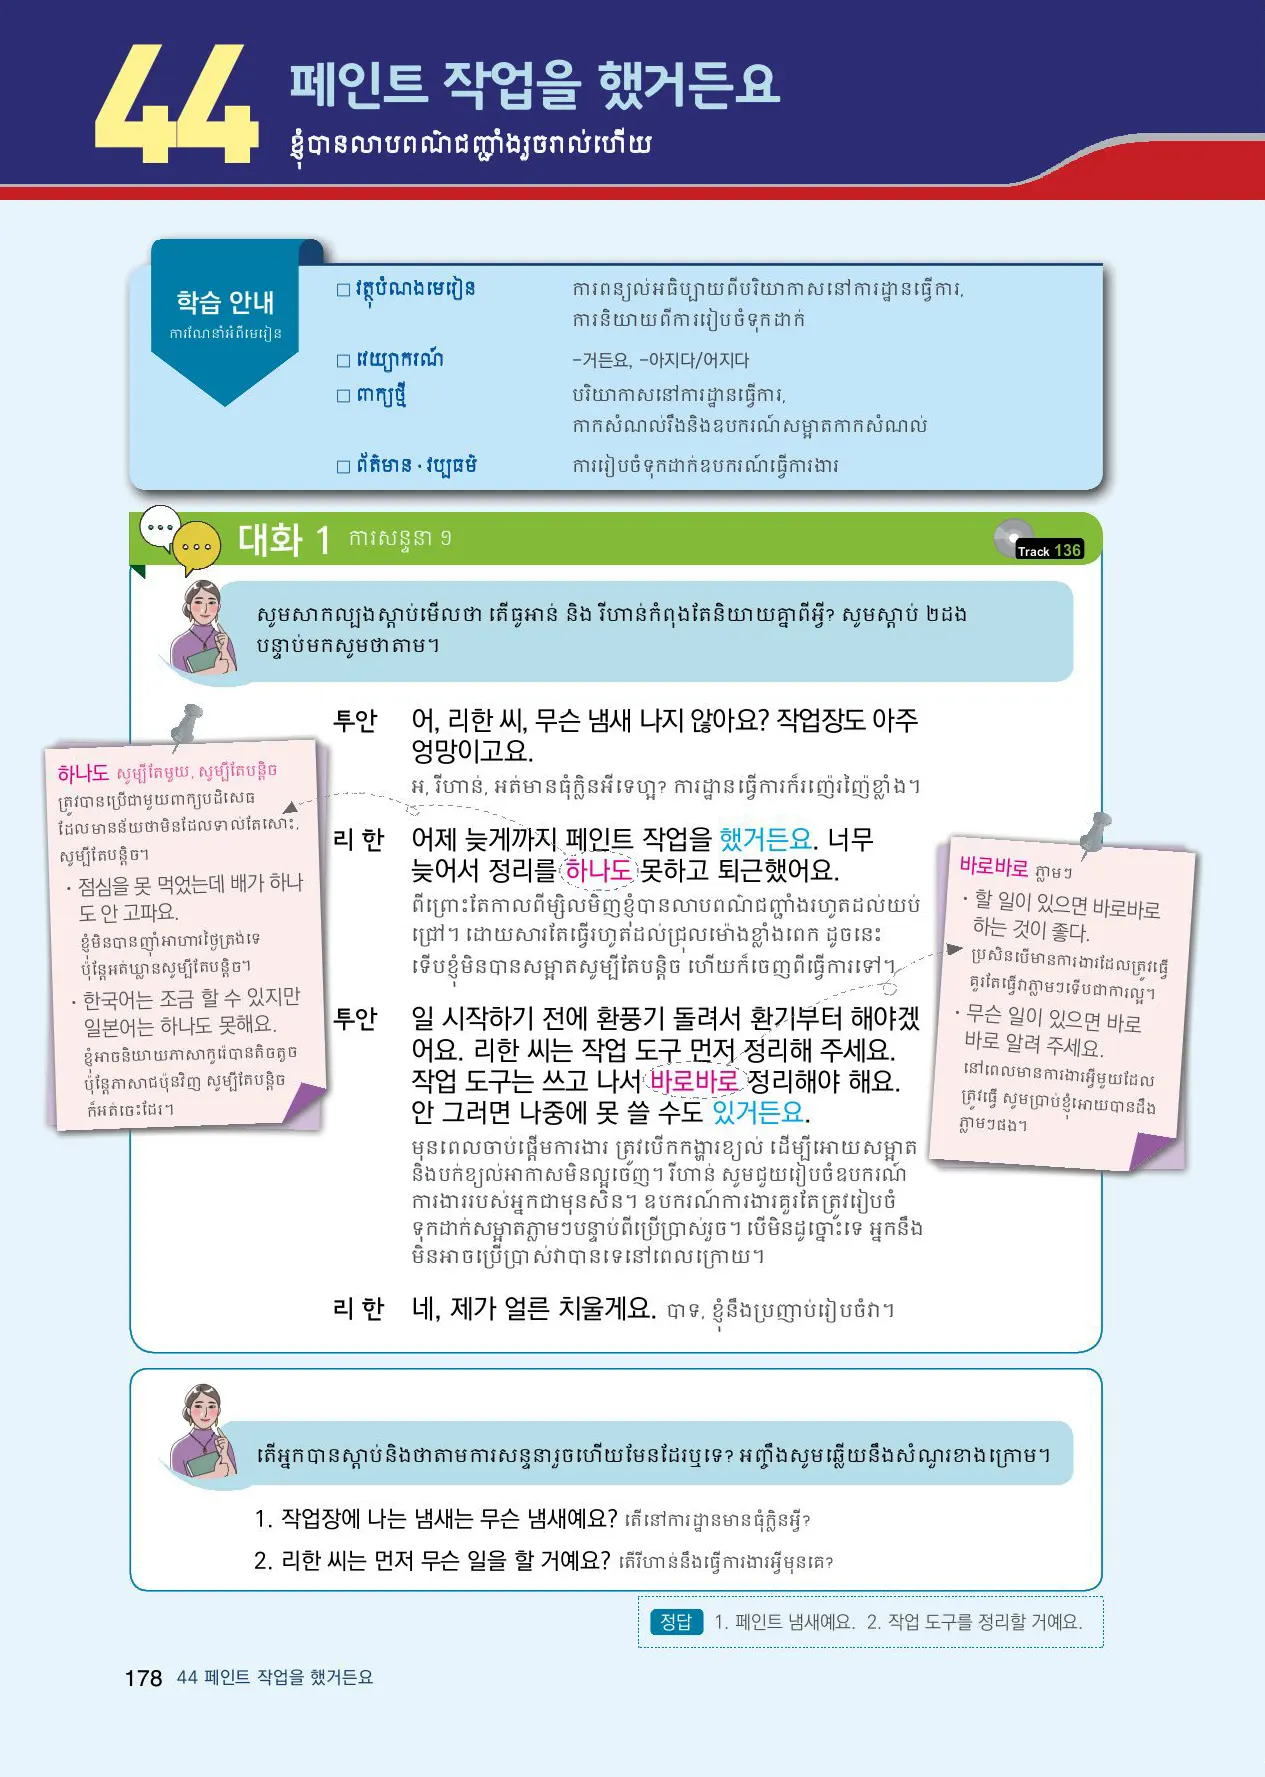 44
페인트 작업을 했거든요
ខ្ញុំបានលាបពណ៌ជញ្ជាំងរួចរាល់ហើយ
학습 안내
ការណែនាំអំពីមេរៀន
□ វត្ថុបំណងមេរៀន
ការពន្យល់អធិប្បាយពីបរិយាកាសនៅការដ្ឋានធ្វើការ,
ការនិយាយពីការរៀបចំទុកដាក់
□ វេយ្យាករណ៍
-거든요, -아지다/어지다
□ ពាក្យថ្មី
បរិយាកាសនៅការដ្ឋានធ្វើការ,
កាកសំណល់រឹងនិងឧបករណ៍សម្អាតកាកសំណល់
□ ព័ត៌មាន · វប្បធម៌
ការរៀបចំទុកដាក់ឧបករណ៍ធ្វើការងារ
대화 1 ការសន្ទនា ១
Track 136
សូមសាកល្បងស្តាប់មើលថា តើធូអាន់ និង រីហាន់កំពុងតែនិយាយគ្នាពីអ្វី? សូមស្តាប់ ២ដង
បន្ទាប់មកសូមថាតាម។
투안 어, 리한 씨, 무슨 냄새 나지 않아요? 작업장도 아주
엉망이고요.
អ, រីហាន់, អត់មានធុំក្លិនអីទេហ្អ? ការដ្ឋានធ្វើការក៏រញ៉េរញ៉ៃខ្លាំង។
리한 어제 늦게까지 페인트 작업을 했거든요. 너무
늦어서 정리를 하나도 못하고 퇴근했어요.
ពីព្រោះតែកាលពីម្សិលមិញខ្ញុំបានលាបពណ៌ជញ្ជាំងរហូតដល់យប់
ជ្រៅ។ ដោយសារតែធ្វើរហូតដល់ជ្រុលម៉ោងខ្លាំងពេក ដូចនេះ
ទើបខ្ញុំមិនបានសម្អាតសូម្បីតែបន្តិច ហើយក៏ចេញពីធ្វើការទៅ។
투안 일 시작하기 전에 환풍기 돌려서 환기부터 해야겠
어요. 리한 씨는 작업 도구 먼저 정리해 주세요.
작업 도구는 쓰고 나서 바로바로 정리해야 해요.
안 그러면 나중에 못 쓸 수도 있거든요.
មុនពេលចាប់ផ្តើមការងារ ត្រូវបើកកង្ហារខ្យល់ ដើម្បីអោយសម្អាត
និងបក់ខ្យល់អាកាសមិនល្អចេញ។ រីហាន់ សូមជួយរៀបចំឧបករណ៍
ការងាររបស់អ្នកជាមុនសិន។ ឧបករណ៍ការងារគួរតែត្រូវរៀបចំ
ទុកដាក់សម្អាតភ្លាមៗបន្ទាប់ពីប្រើប្រាស់រួច។ បើមិនដូច្នោះទេ អ្នកនឹង
មិនអាចប្រើប្រាស់វាបានទេនៅពេលក្រោយ។
리한 네, 제가 얼른 치울게요. បាទ, ខ្ញុំនឹងប្រញាប់រៀបចំវា។
하나도 សូម្បីតែមួយ, សូម្បីតែបន្តិច
ត្រូវបានប្រើជាមួយពាក្យបដិសេធ
ដែលមានន័យថាមិនដែលទាល់តែសោះ,
សូម្បីតែបន្តិច។
· 점심을 못 먹었는데 배가 하나
도 안 고파요.
ខ្ញុំមិនបានញ៉ាំអាហារថ្ងៃត្រង់ទេ
ប៉ុន្តែអត់ឃ្លានសូម្បីតែបន្តិច។
· 한국어는 조금 할 수 있지만
일본어는 하나도 못해요.
ខ្ញុំអាចនិយាយភាសាកូរ៉េបានតិចតួច
ប៉ុន្តែភាសាជប៉ុនវិញ សូម្បីតែបន្តិច
ក៏អត់ចេះដែរ។
바로바로 ភ្លាមៗ
· 할 일이 있으면 바로바로
하는 것이 좋다.
ប្រសិនបើមានការងារដែលត្រូវធ្វើ
គួរតែធ្វើវាភ្លាមៗទើបជាការល្អ។
· 무슨 일이 있으면 바로
바로 알려 주세요.
នៅពេលមានការងារអ្វីមួយដែល
ត្រូវធ្វើ សូមប្រាប់ខ្ញុំអោយបានដឹង
ភ្លាមៗផង។
តើអ្នកបានស្តាប់និងថាតាមការសន្ទនារួចហើយមែនដែរឬទេ? អញ្ចឹងសូមឆ្លើយនឹងសំណួរខាងក្រោម។
1. 작업장에 나는 냄새는 무슨 냄새예요? តើនៅការដ្ឋានមានធុំក្លិនអ្វី?
2. 리한 씨는 먼저 무슨 일을 할 거예요? តើរីហាន់នឹងធ្វើការងារអ្វីមុនគេ?
정답 1. 페인트 냄새예요. 2. 작업 도구를 정리할 거예요.
178 44 페인트 작업을 했거든요